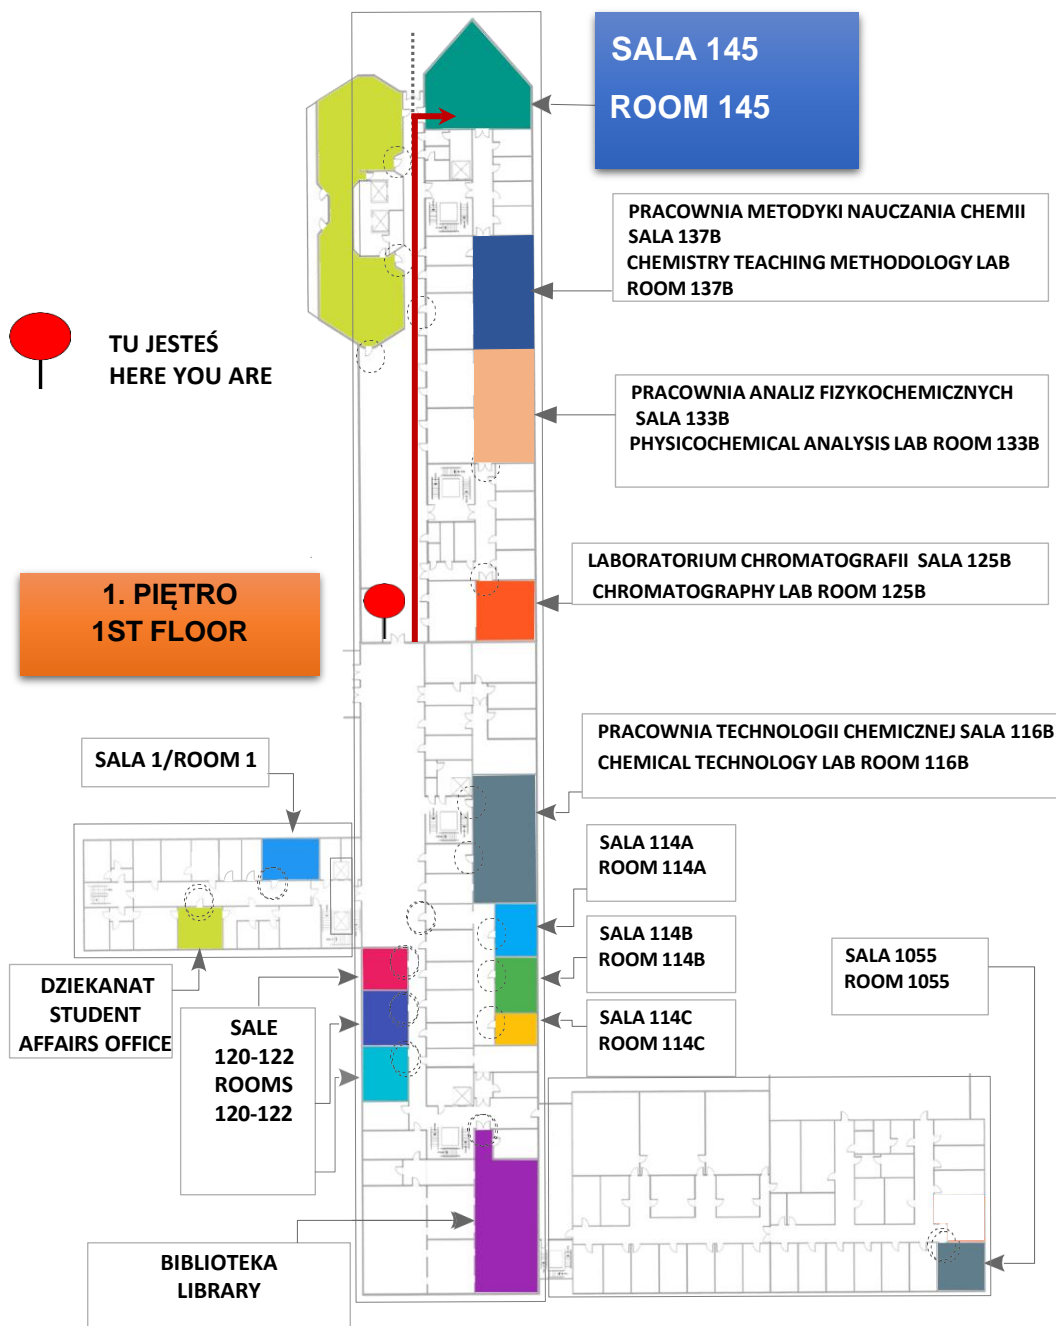 SALA 145
ROOM 145
PRACOWNIA METODYKI NAUCZANIA CHEMII
SALA 137B
CHEMISTRY TEACHING METHODOLOGY LAB
ROOM 137B
TU JESTEŚ
HERE YOU ARE
PRACOWNIA ANALIZ FIZYKOCHEMICZNYCH
SALA 133B
PHYSICOCHEMICAL ANALYSIS LAB ROOM 133B
LABORATORIUM CHROMATOGRAFII SALA 125B
CHROMATOGRAPHY LAB ROOM 125B
1. PIĘTRO
1ST FLOOR
PRACOWNIA TECHNOLOGII CHEMICZNEJ SALA 116B
CHEMICAL TECHNOLOGY LAB ROOM 116B
SALA 1/ROOM 1
SALA 114A
ROOM 114A
SALA 114B
ROOM 114B
SALA 1055
ROOM 1055
DZIEKANAT
STUDENT
AFFAIRS OFFICE
SALE
120-122
ROOMS
120-122
SALA 114C
ROOM 114C
BIBLIOTEKA
LIBRARY